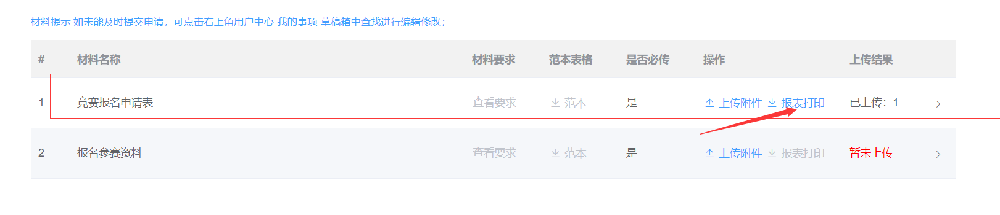 材料提示:如未能及时提交申请，可点击右上角用户中心-我的事项-草稿箱中查找进行编辑修改；
# 材料名称 材料要求 范本表格 是否必传 操作 上传结果
1 竞赛报名申请表 查看要求 范本 是 上传附件 报表打印 已上传：1
2 报名参赛资料 查看要求 范本 是 上传附件 报表打印 暂未上传